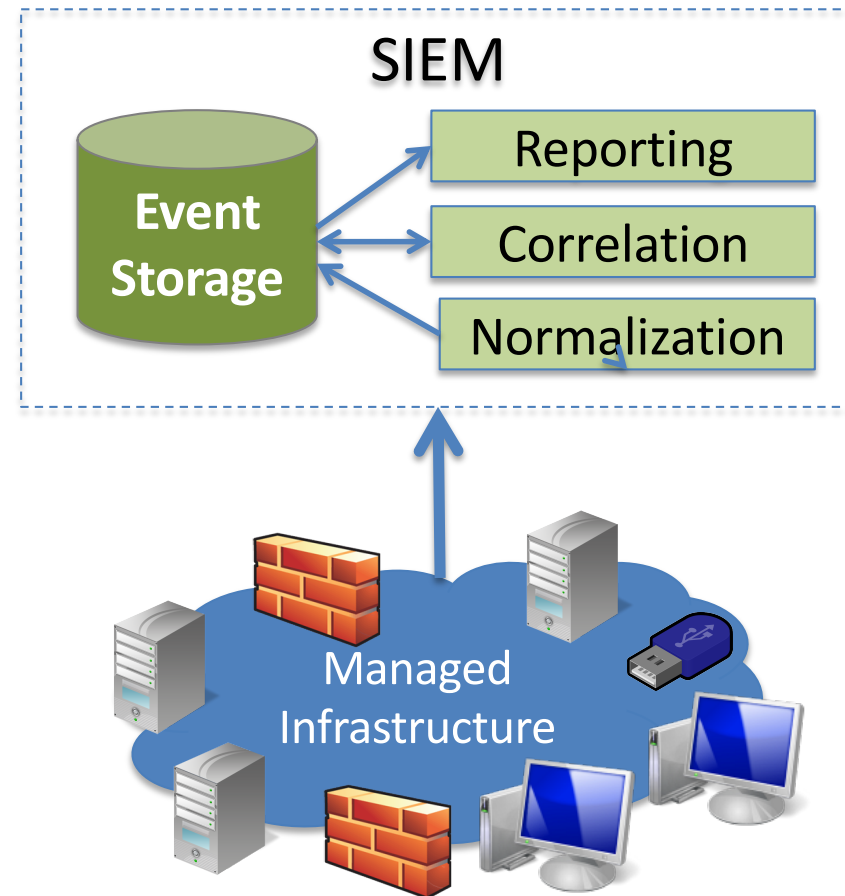 SIEM
Event
Storage
Reporting
Correlation
Normalization
Managed
Infrastructure